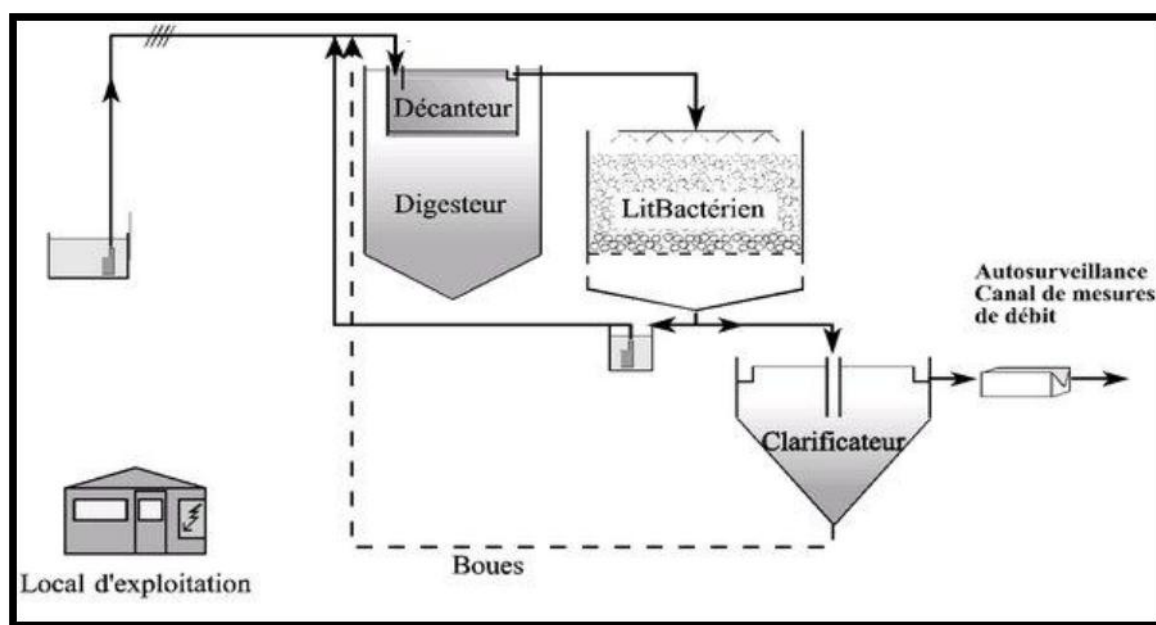 Décanteur
Digesteur
LitBactérien
Autosurveillance
Canal de mesures
de débit
Clarificateur
Boues
Local d'exploitation